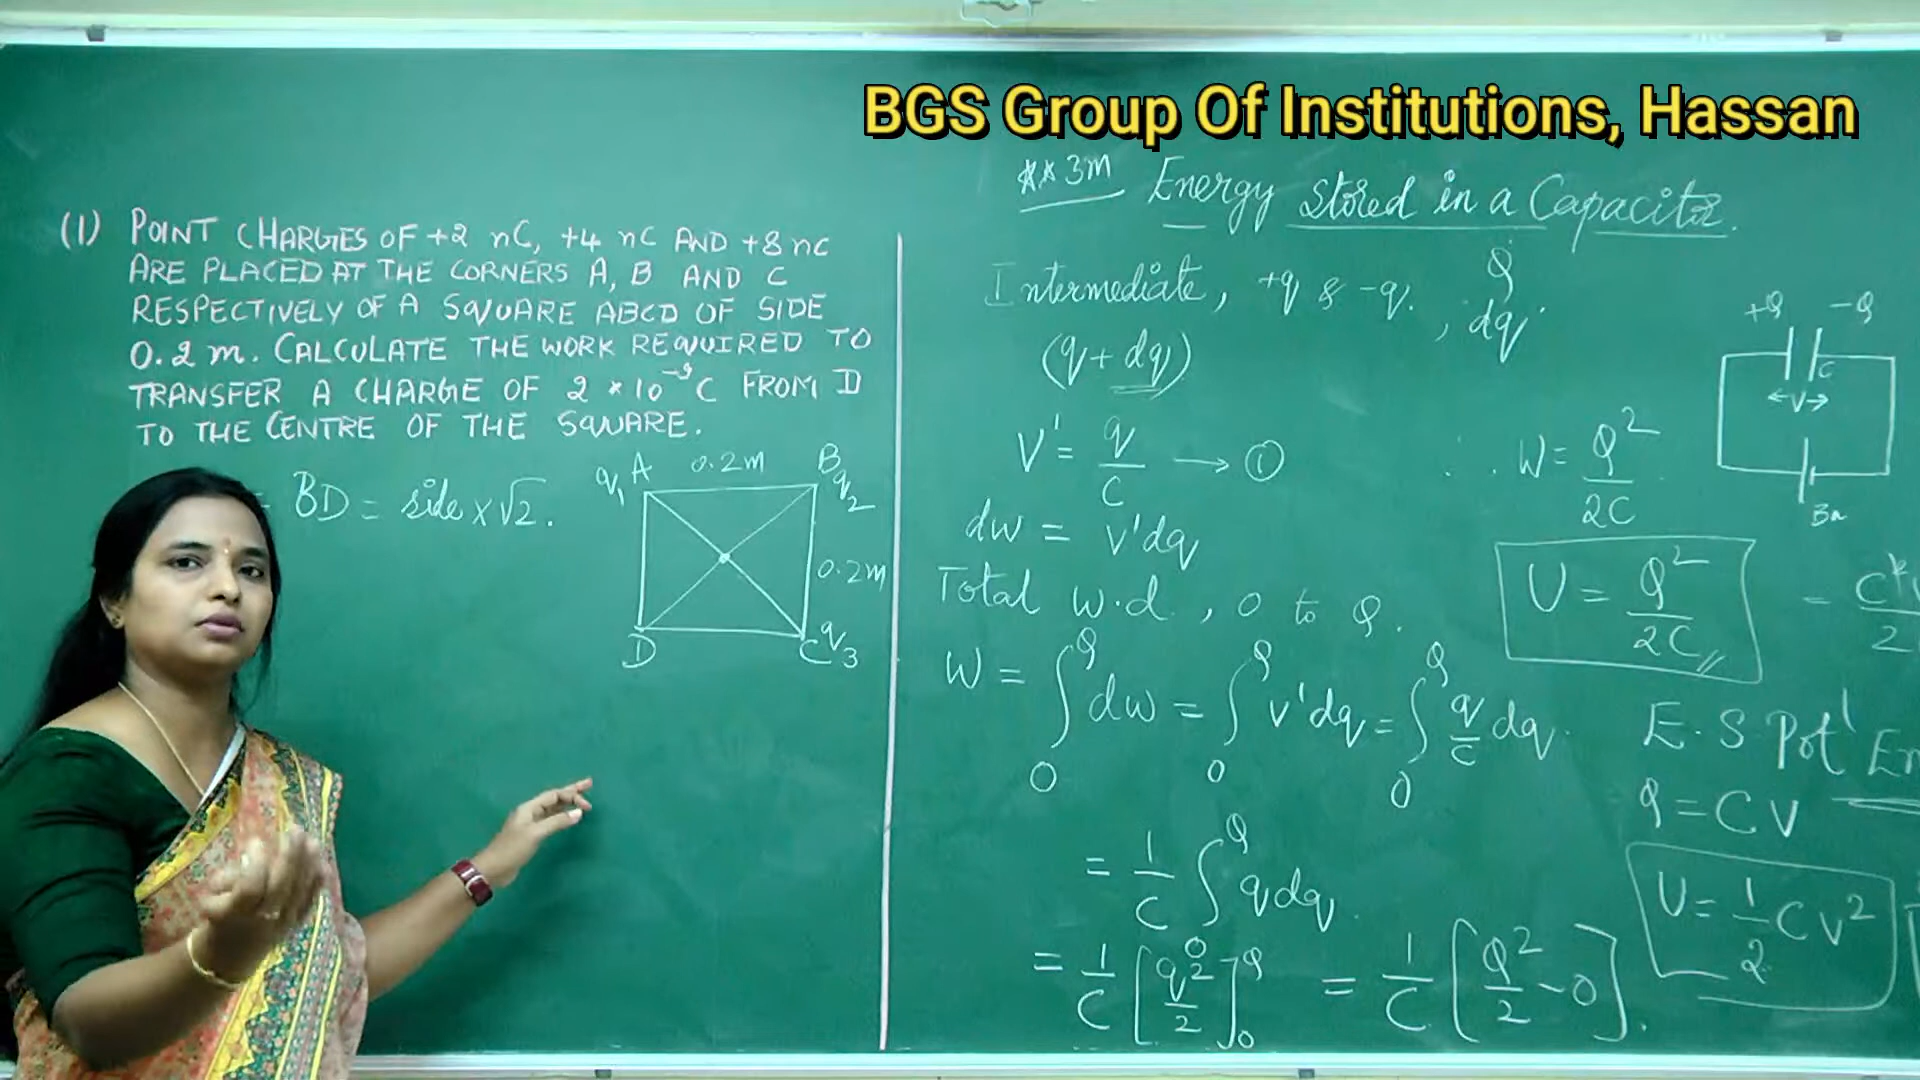 BGS Group Of Institutions, Hassan
(1) POINT CHARGES OF +2 nC, +4 nC AND +8 nC
ARE PLACED AT THE CORNERS A, B AND C
RESPECTIVELY OF A SQUARE ABCD OF SIDE
0.2 m. CALCULATE THE WORK REQUIRED TO
TRANSFER A CHARGE OF 2 * 10⁻⁹ C FROM D
TO THE CENTRE OF THE SQUARE.
= BD = side x √2.
q₁ A 0.2m B q₂
0.2m
D C q₃
** 3m Energy stored in a Capacitor.
Intermediate, +q & -q. , Q dq.
(q + dq)
V' = q/C → ①
dw = v'dq
Total w.d , 0 to Q.
W = ∫₀^Q dw = ∫₀^Q v'dq = ∫₀^Q q/C dq.
= 1/C ∫₀^Q q dq.
= 1/C [q²/2]₀^Q = 1/C [Q²/2 - 0].
+Q -Q
C
←V→
Ba
∴ W = Q²/2C
U = Q²/2C
E.S Pot'
Q = CV
U = 1/2 CV²